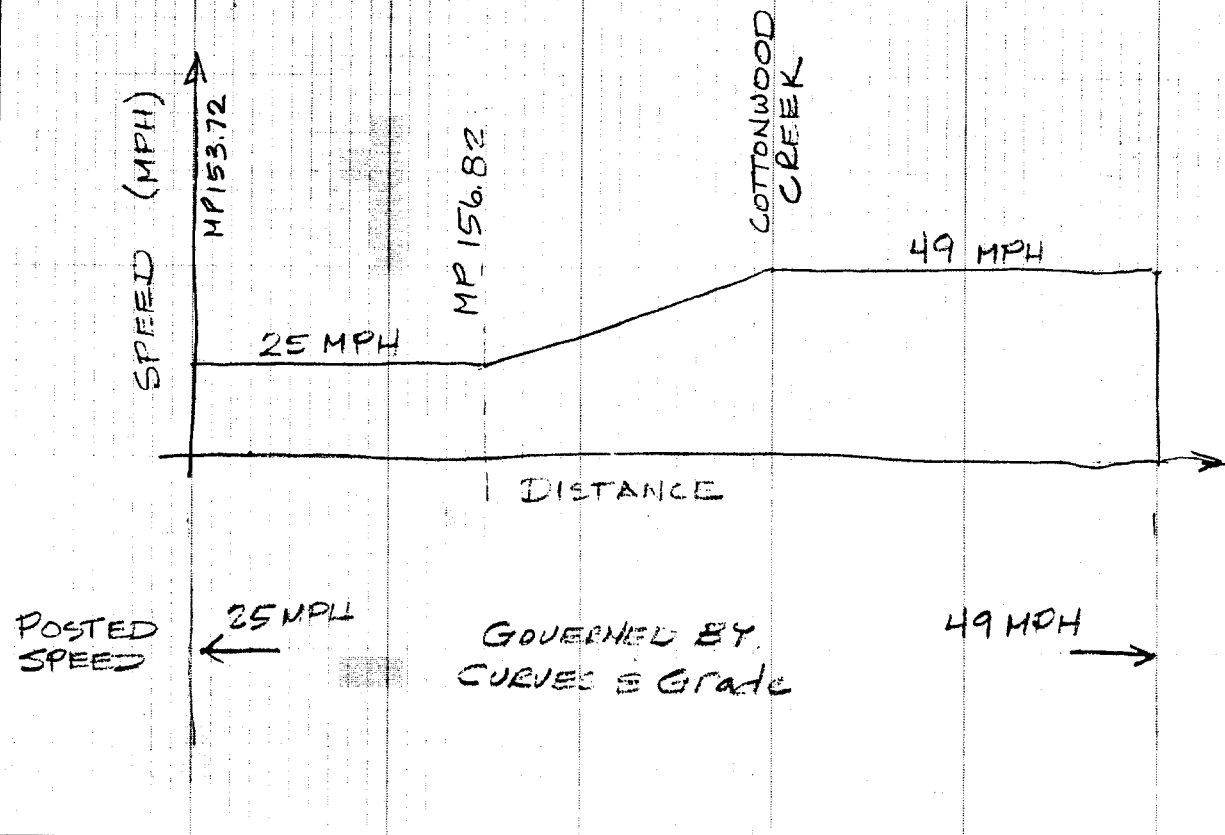 SPEED (MPH)
MP153.72
MP 156.82
COTTONWOOD
CREEK
25 MPH
49 MPH
DISTANCE
POSTED
SPEED
25 MPH
GOVERNED BY
CURVES & Grade
49 MPH